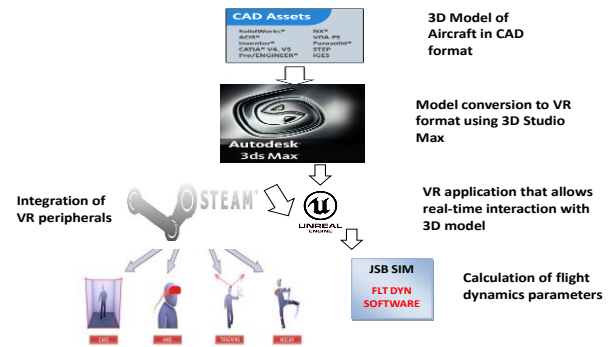 CAD Assets
SolidWorks®
ACIS®
Inventor®
CATIA® V4, V5
Pro/ENGINEER®
NX®
VDA FS
Parasolid®
STEP
IGES
3D Model of
Aircraft in CAD
format
Autodesk
3ds Max
Model conversion to VR
format using 3D Studio
Max
Integration of
VR peripherals
STEAM
UNREAL
ENGINE
VR application that allows
real-time interaction with
3D model
JSB SIM
FLT DYN
SOFTWARE
Calculation of flight
dynamics parameters
CAVE
HMD
TRACKING
MOCAP